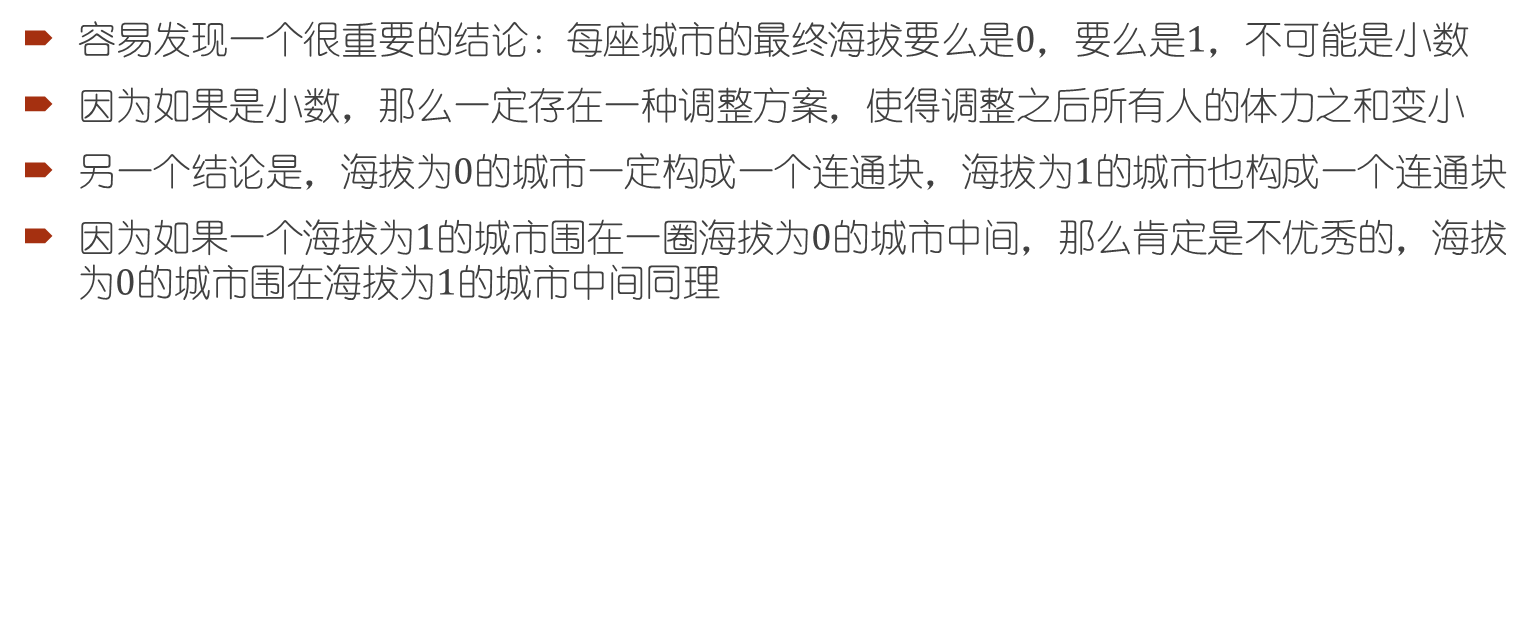 容易发现一个很重要的结论：每座城市的最终海拔要么是0，要么是1，不可能是小数
因为如果是小数，那么一定存在一种调整方案，使得调整之后所有人的体力之和变小
另一个结论是，海拔为0的城市一定构成一个连通块，海拔为1的城市也构成一个连通块
因为如果一个海拔为1的城市围在一圈海拔为0的城市中间，那么肯定是不优秀的，海拔
为0的城市围在海拔为1的城市中间同理